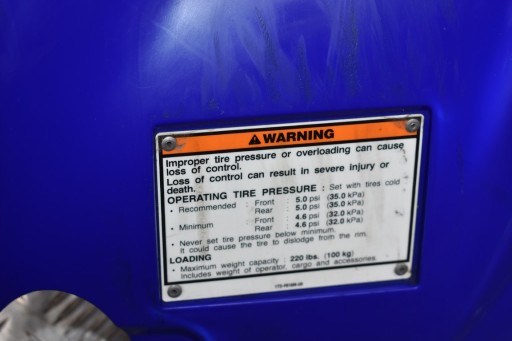 ⚠WARNING
Improper tire pressure or overloading can cause
loss of control.
Loss of control can result in severe injury or
death.
OPERATING TIRE PRESSURE : Set with tires cold
· Recommended : Front 5.0 psi (35.0 kPa)
Rear 5.0 psi (35.0 kPa)
· Minimum : Front 4.6 psi (32.0 kPa)
Rear 4.6 psi (32.0 kPa)
· Never set tire pressure below minimum.
It could cause the tire to dislodge from the rim.
LOADING
· Maximum weight capacity : 220 lbs. (100 kg)
Includes weight of operator, cargo and accessories